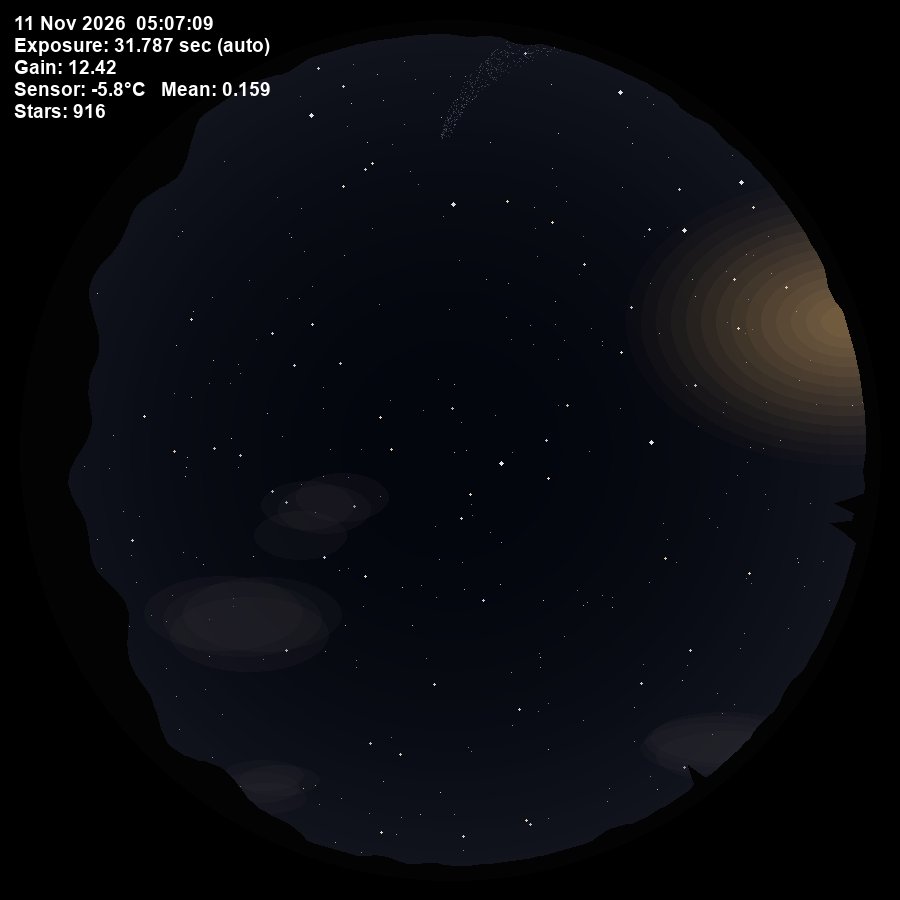 11 Nov 2026  05:07:09
Exposure: 31.787 sec (auto)
Gain: 12.42
Sensor: -5.8°C   Mean: 0.159
Stars: 916